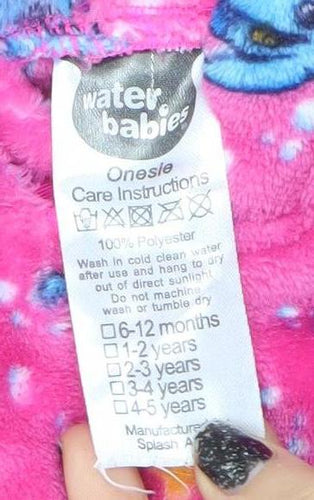 water
babies
Onesie
Care Instructions
100% Polyester
Wash in cold clean water
after use and hang to dry
out of direct sunlight
Do not machine
wash or tumble dry
6-12 months
1-2 years
2-3 years
3-4 years
4-5 years
Manufacture
Splash A